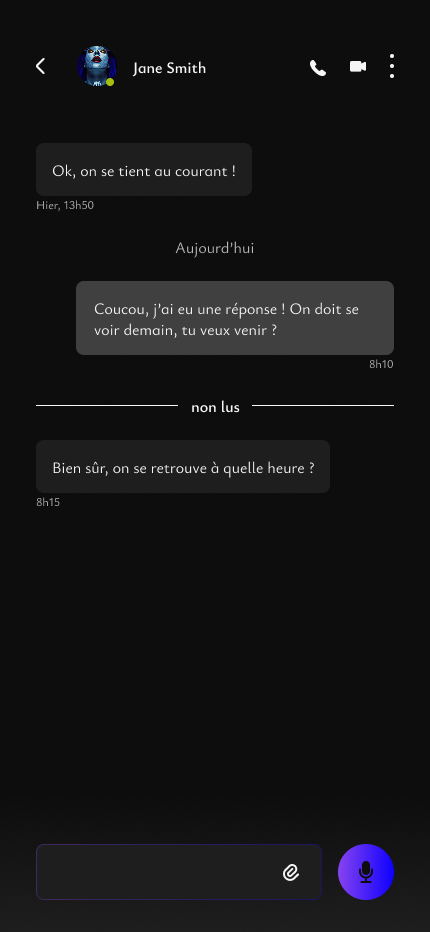 Jane Smith
Ok, on se tient au courant !
Hier, 13h50
Aujourd'hui
Coucou, j'ai eu une réponse ! On doit se
voir demain, tu veux venir ?
8h10
non lus
Bien sûr, on se retrouve à quelle heure ?
8h15